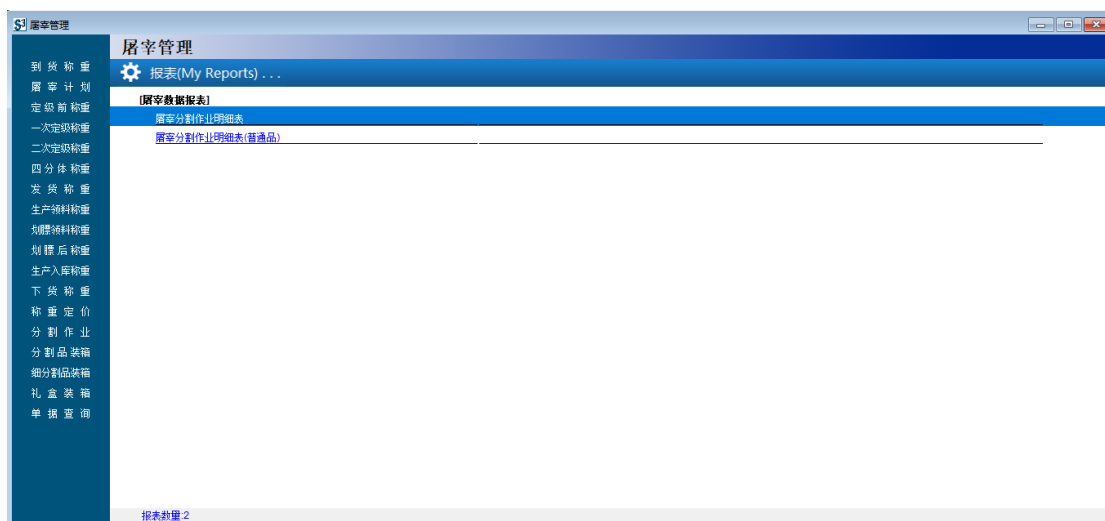 S³ 屠宰管理
屠宰管理
报表(My Reports) . . .
到货称重
屠宰计划
定级前称重
一次定级称重
二次定级称重
四分体称重
发货称重
生产领料称重
划膘领料称重
划膘后称重
生产入库称重
下货称重
称重定价
分割作业
分割品装箱
细分割品装箱
礼盒装箱
单据查询
[屠宰数据报表]
屠宰分割作业明细表
屠宰分割作业明细表(普通品)
报表数量:2